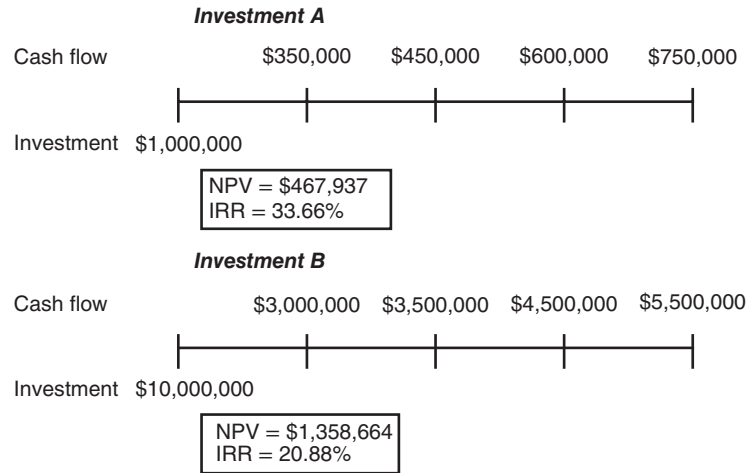 Investment A
Cash flow $350,000 $450,000 $600,000 $750,000
Investment $1,000,000
NPV = $467,937
IRR = 33.66%
Investment B
Cash flow $3,000,000 $3,500,000 $4,500,000 $5,500,000
Investment $10,000,000
NPV = $1,358,664
IRR = 20.88%